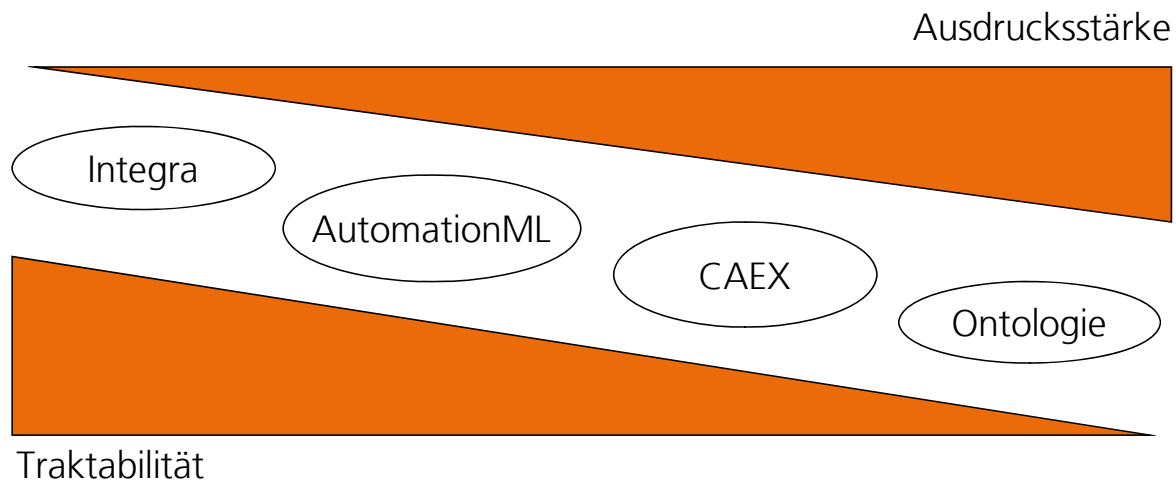 Ausdrucksstärke
Integra
AutomationML
CAEX
Ontologie
Traktabilität